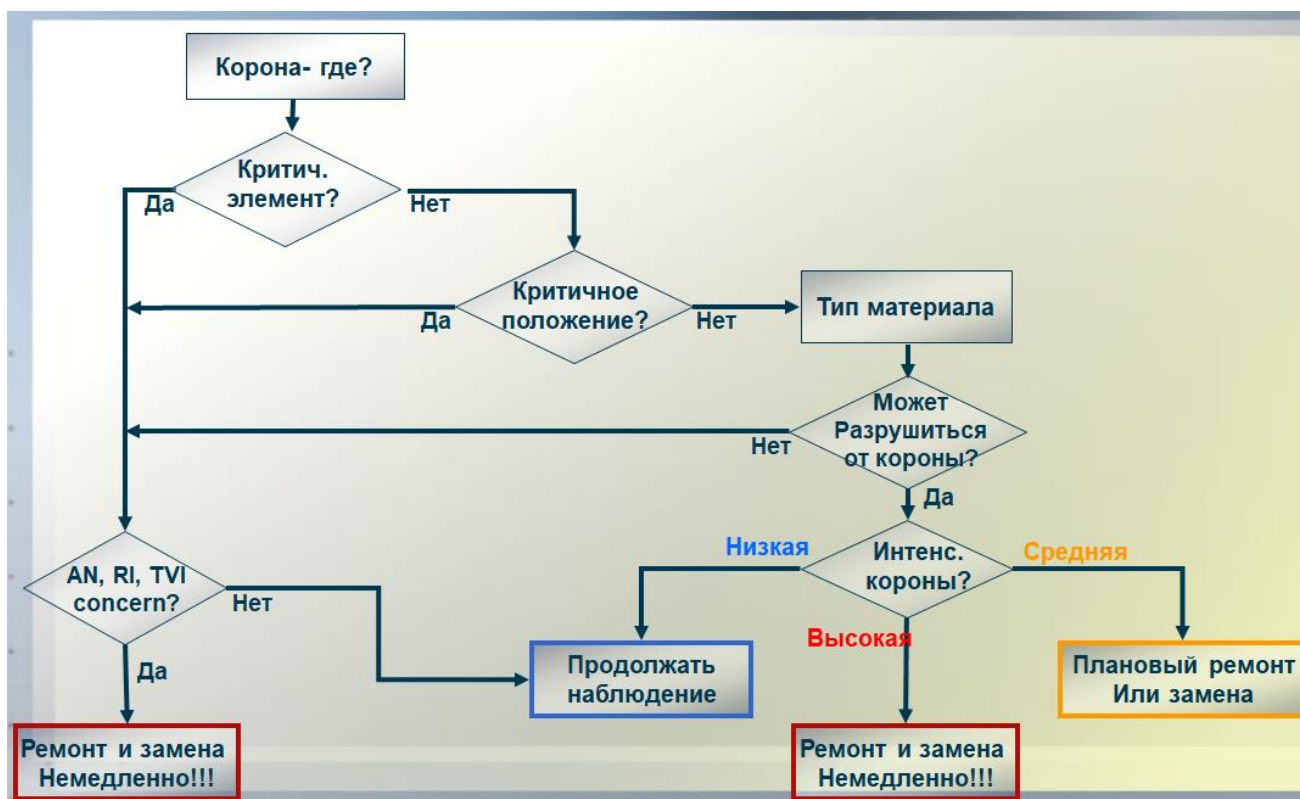 Корона- где?
Критич.
элемент?
Да
Нет
Критичное
положение?
Да
Нет
Тип материала
Может
Разрушиться
от короны?
Нет
Да
Интенс.
короны?
Низкая
Средняя
Высокая
AN, RI, TVI
concern?
Нет
Да
Продолжать
наблюдение
Плановый ремонт
Или замена
Ремонт и замена
Немедленно!!!
Ремонт и замена
Немедленно!!!